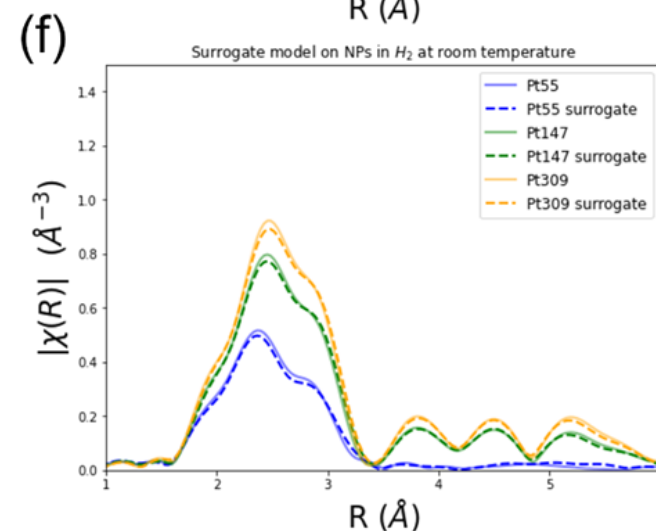 R (Å)
(f)
Surrogate model on NPs in H₂ at room temperature
1.4
1.2
1.0
0.8
0.6
0.4
0.2
0.0
|χ(R)| (Å⁻³)
Pt55
Pt55 surrogate
Pt147
Pt147 surrogate
Pt309
Pt309 surrogate
1 2 3 4 5
R (Å)